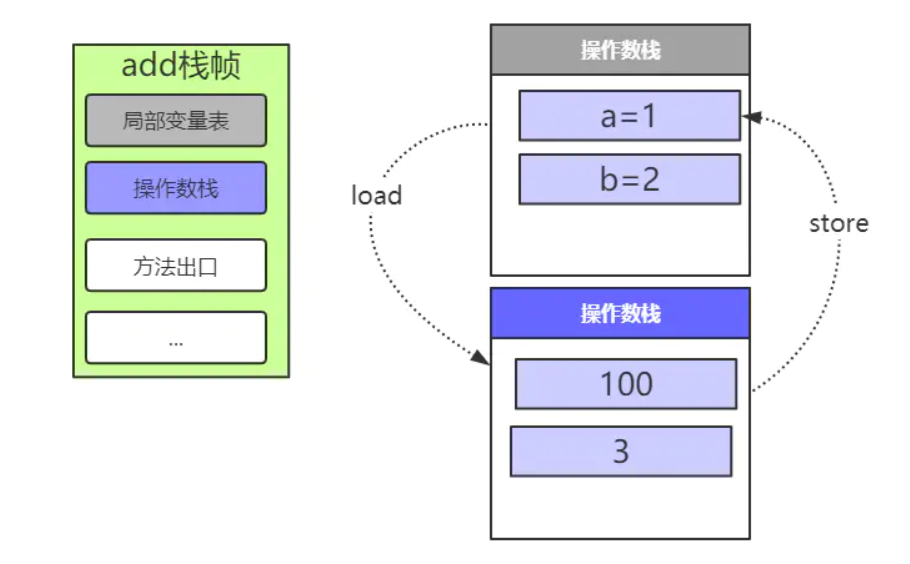 add栈帧
局部变量表
操作数栈
方法出口
...
操作数栈
a=1
b=2
load
store
操作数栈
100
3